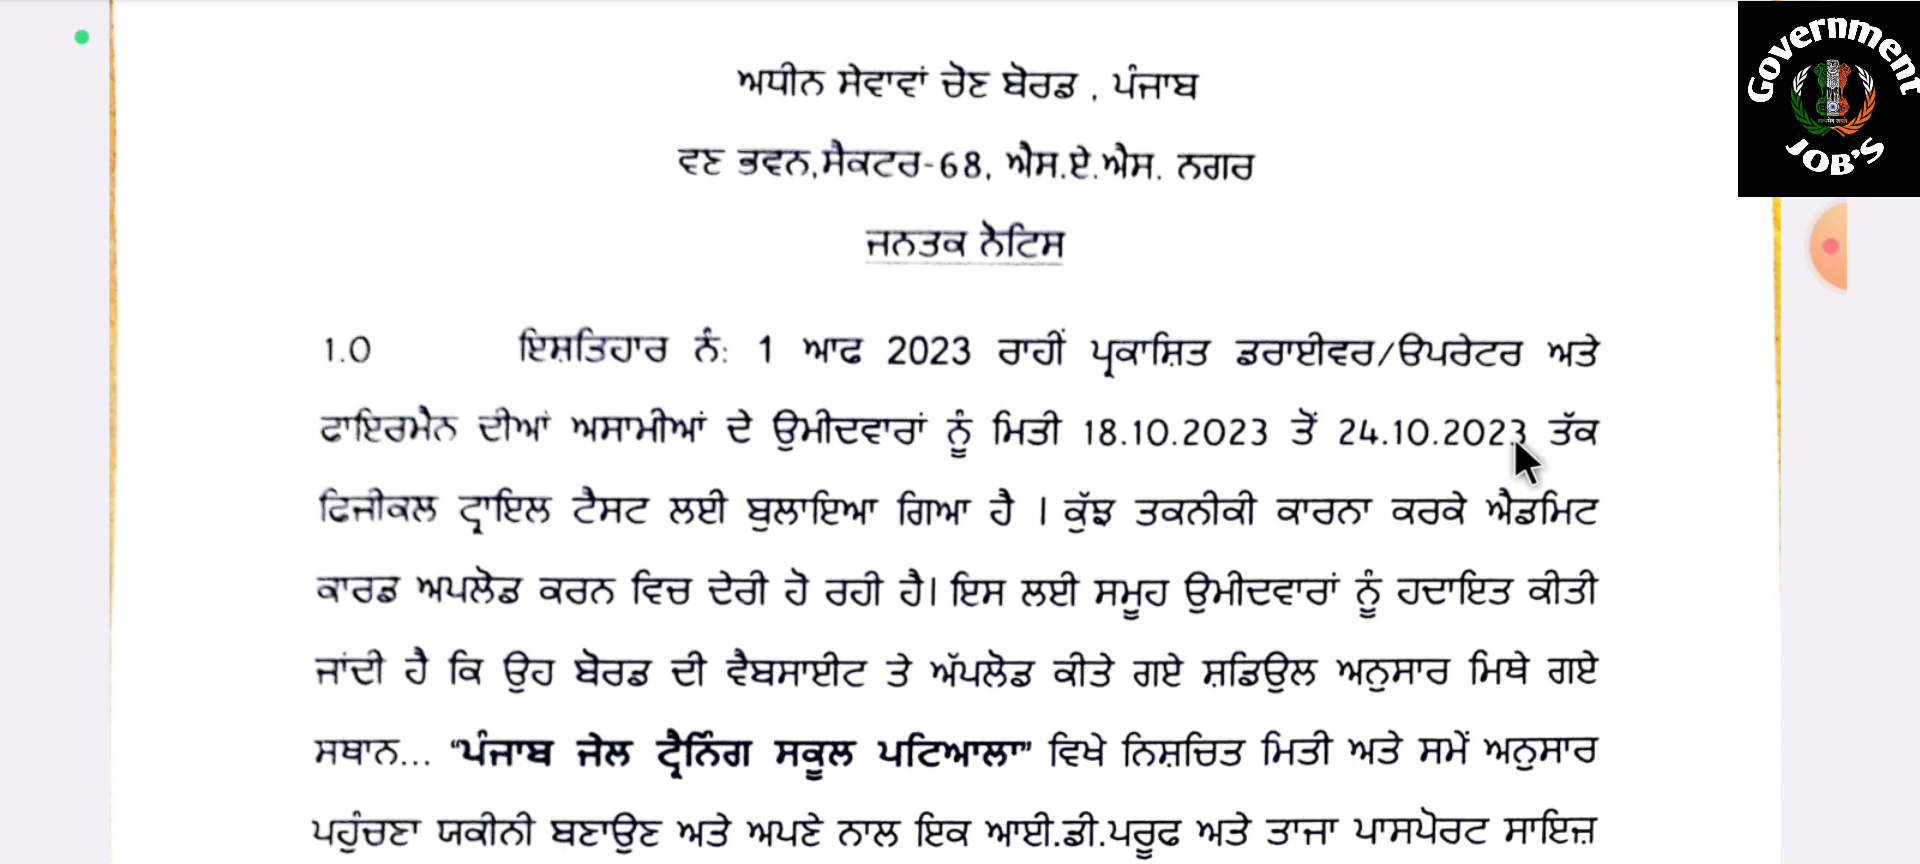 ਅਧੀਨ ਸੇਵਾਵਾਂ ਚੋਣ ਬੋਰਡ , ਪੰਜਾਬ
ਵਣ ਭਵਨ,ਸੈਕਟਰ-68, ਐਸ.ਏ.ਐਸ. ਨਗਰ
ਜਨਤਕ ਨੋਟਿਸ
1.0 ਇਸ਼ਤਿਹਾਰ ਨੰ: 1 ਆਫ 2023 ਰਾਹੀਂ ਪ੍ਰਕਾਸ਼ਿਤ ਡਰਾਈਵਰ/ਓਪਰੇਟਰ ਅਤੇ
ਫਾਇਰਮੈਨ ਦੀਆਂ ਅਸਾਮੀਆਂ ਦੇ ਉਮੀਦਵਾਰਾਂ ਨੂੰ ਮਿਤੀ 18.10.2023 ਤੋਂ 24.10.2023 ਤੱਕ
ਫਿਜੀਕਲ ਟ੍ਰਾਇਲ ਟੈਸਟ ਲਈ ਬੁਲਾਇਆ ਗਿਆ ਹੈ । ਕੁੱਝ ਤਕਨੀਕੀ ਕਾਰਨਾ ਕਰਕੇ ਐਡਮਿਟ
ਕਾਰਡ ਅਪਲੋਡ ਕਰਨ ਵਿਚ ਦੇਰੀ ਹੋ ਰਹੀ ਹੈ। ਇਸ ਲਈ ਸਮੂਹ ਉਮੀਦਵਾਰਾਂ ਨੂੰ ਹਦਾਇਤ ਕੀਤੀ
ਜਾਂਦੀ ਹੈ ਕਿ ਉਹ ਬੋਰਡ ਦੀ ਵੈਬਸਾਈਟ ਤੇ ਅੱਪਲੋਡ ਕੀਤੇ ਗਏ ਸ਼ਡਿਊਲ ਅਨੁਸਾਰ ਮਿਥੇ ਗਏ
ਸਥਾਨ... “ਪੰਜਾਬ ਜੇਲ ਟ੍ਰੈਨਿੰਗ ਸਕੂਲ ਪਟਿਆਲਾ” ਵਿਖੇ ਨਿਸ਼ਚਿਤ ਮਿਤੀ ਅਤੇ ਸਮੇਂ ਅਨੁਸਾਰ
ਪਹੁੰਚਣਾ ਯਕੀਨੀ ਬਣਾਉਣ ਅਤੇ ਅਪਣੇ ਨਾਲ ਇਕ ਆਈ.ਡੀ.ਪਰੂਫ ਅਤੇ ਤਾਜਾ ਪਾਸਪੋਰਟ ਸਾਇਜ਼
Government
JOB'S